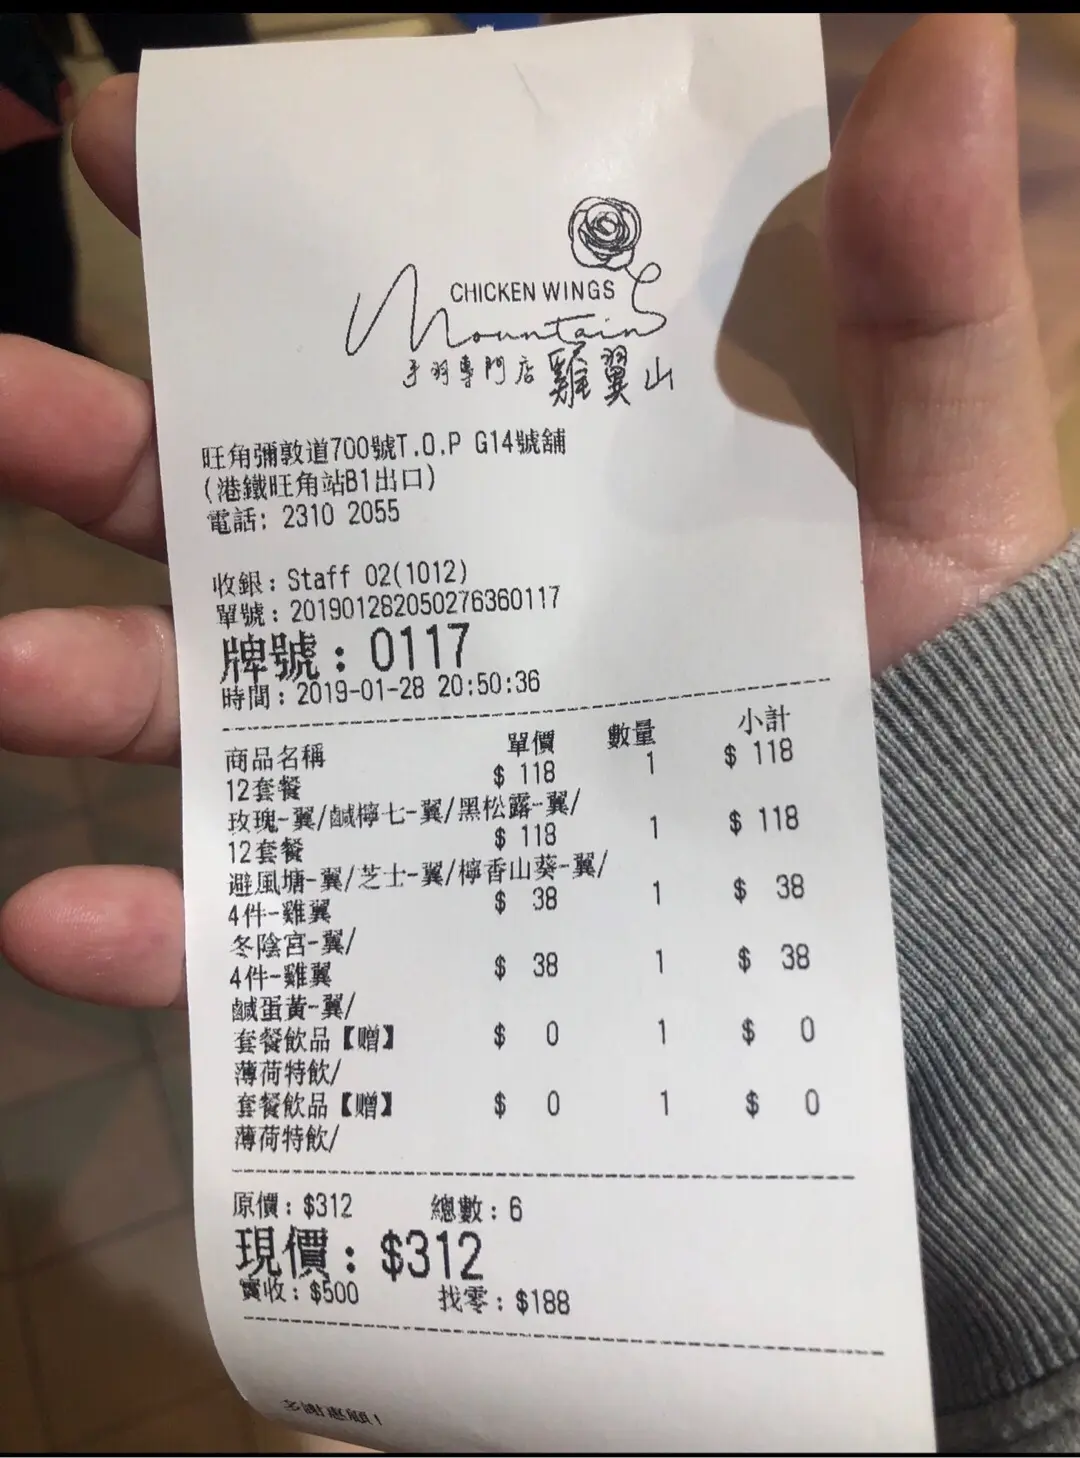 CHICKEN WINGS
Mountain
手羽專門店 雞翼山
旺角彌敦道700號T.O.P G14號舖
(港鐵旺角站B1出口)
電話: 2310 2055
收銀: Staff 02(1012)
單號: 201901282050276360117
牌號: 0117
時間: 2019-01-28 20:50:36
商品名稱 單價 數量 小計
12套餐 $ 118 1 $ 118
玫瑰-翼/鹹檸七-翼/黑松露-翼/
12套餐 $ 118 1 $ 118
避風塘-翼/芝士-翼/檸香山葵-翼/
4件-雞翼 $ 38 1 $ 38
冬陰宮-翼/
4件-雞翼 $ 38 1 $ 38
鹹蛋黃-翼/
套餐飲品【赠】 $ 0 1 $ 0
薄荷特飲/
套餐飲品【赠】 $ 0 1 $ 0
薄荷特飲/
原價: $312 總數: 6
現價: $312
實收: $500 找零: $188
多謝惠顧!